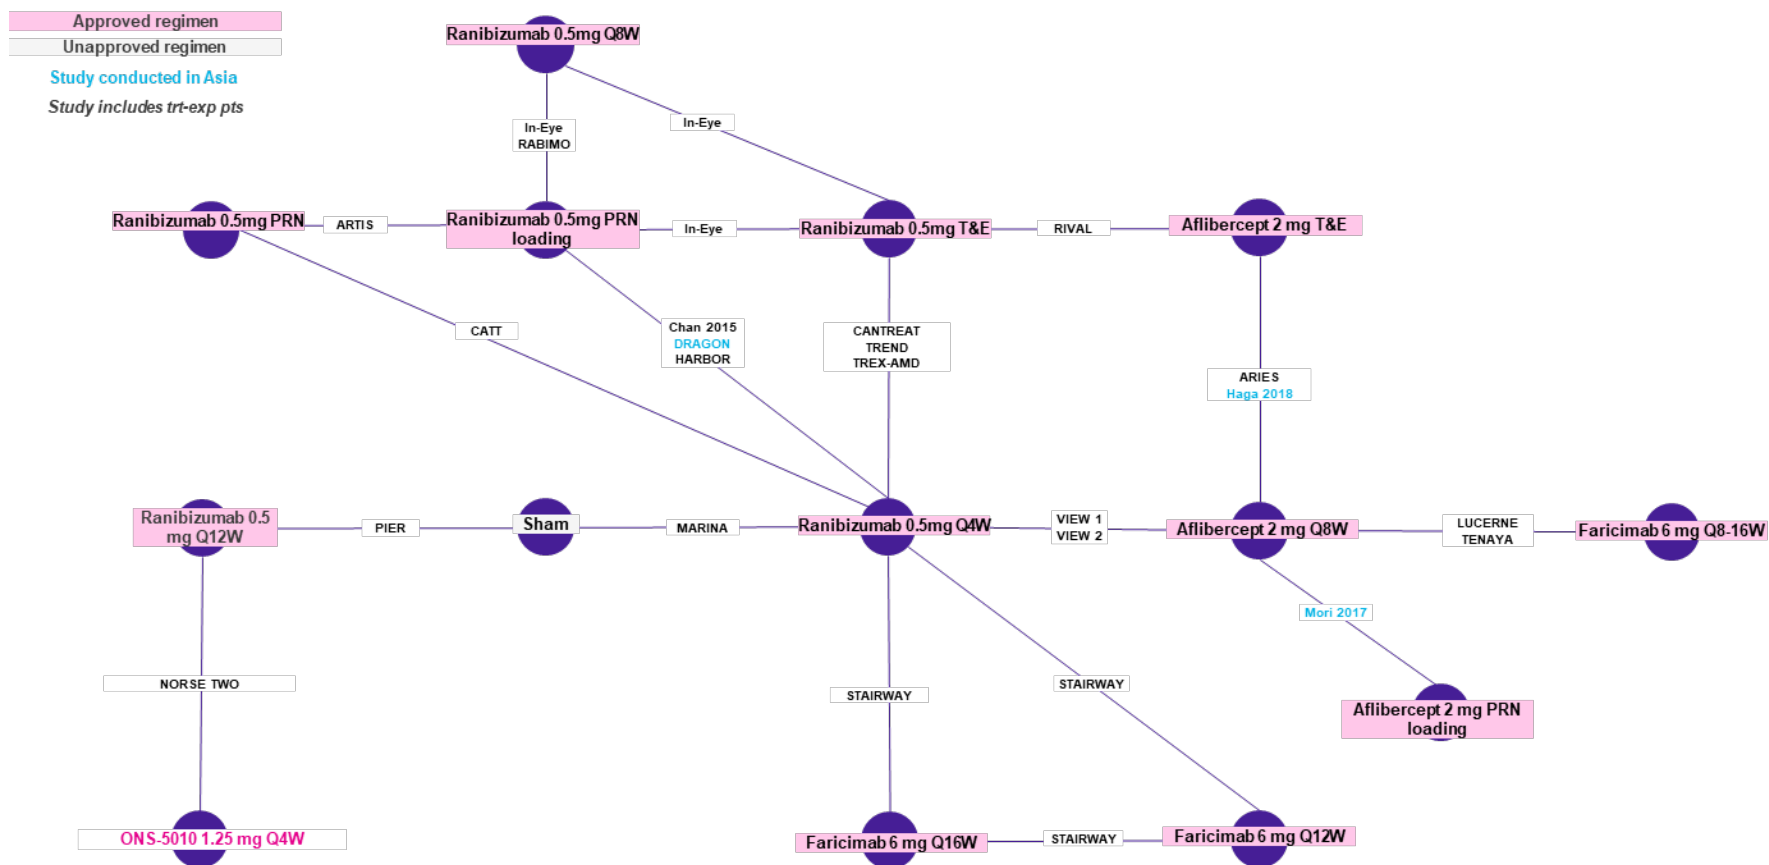 Approved regimen
Unapproved regimen
Study conducted in Asia
Study includes trt-exp pts
Ranibizumab 0.5mg Q8W
In-Eye
RABIMO
In-Eye
Ranibizumab 0.5mg PRN
ARTIS
Ranibizumab 0.5mg PRN
loading
In-Eye
Ranibizumab 0.5mg T&E
RIVAL
Aflibercept 2 mg T&E
CATT
Chan 2015
DRAGON
HARBOR
CANTREAT
TREND
TREX-AMD
ARIES
Haga 2018
Ranibizumab 0.5
mg Q12W
PIER
Sham
MARINA
Ranibizumab 0.5mg Q4W
VIEW 1
VIEW 2
Aflibercept 2 mg Q8W
LUCERNE
TENAYA
Faricimab 6 mg Q8-16W
Mori 2017
NORSE TWO
STAIRWAY
STAIRWAY
Aflibercept 2 mg PRN
loading
ONS-5010 1.25 mg Q4W
Faricimab 6 mg Q16W
STAIRWAY
Faricimab 6 mg Q12W